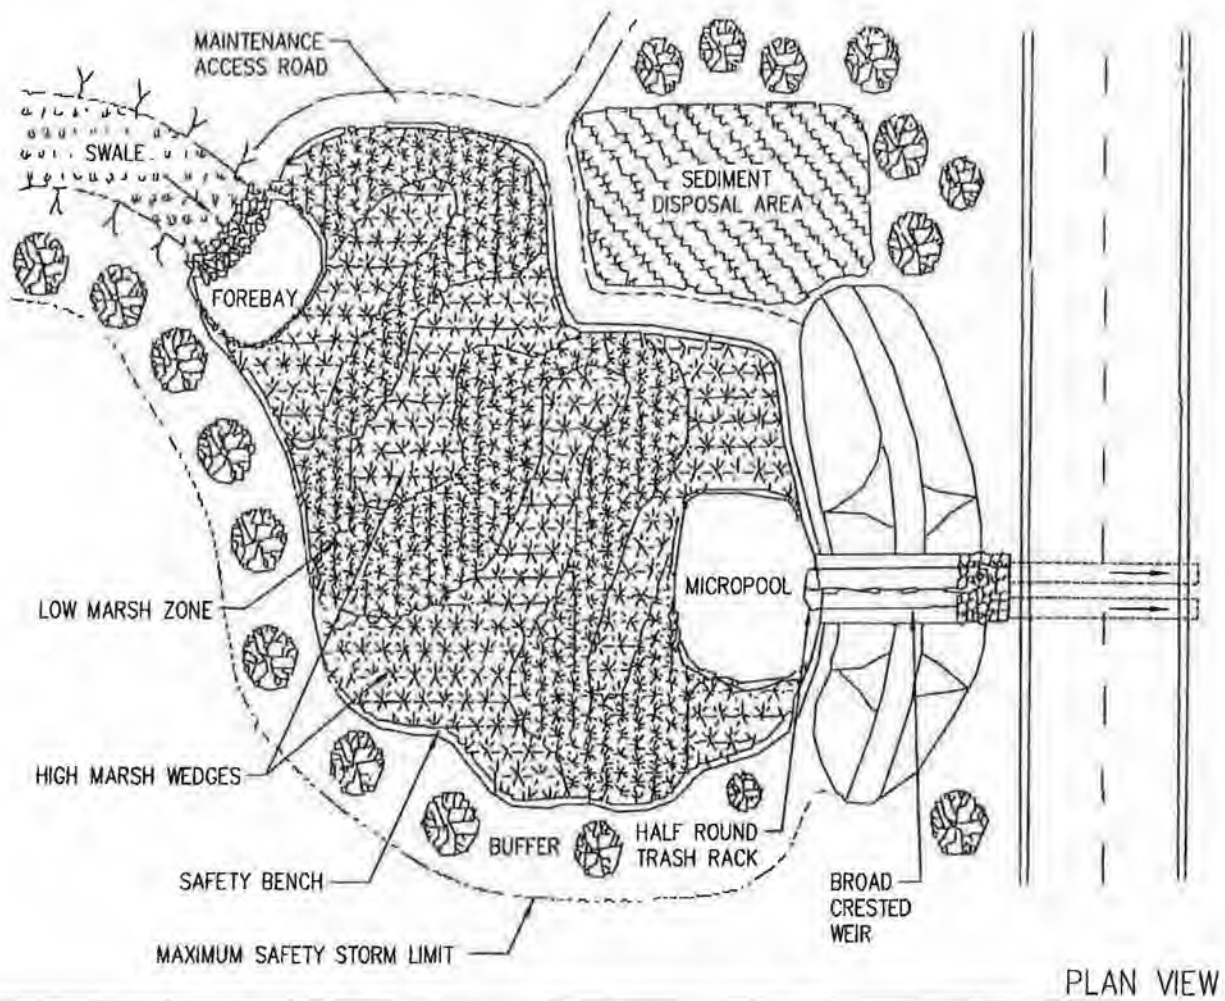 MAINTENANCE
ACCESS ROAD
SWALE
SEDIMENT
DISPOSAL AREA
FOREBAY
MICROPOOL
LOW MARSH ZONE
HIGH MARSH WEDGES
BUFFER
HALF ROUND
TRASH RACK
SAFETY BENCH
BROAD
CRESTED
WEIR
MAXIMUM SAFETY STORM LIMIT
PLAN VIEW